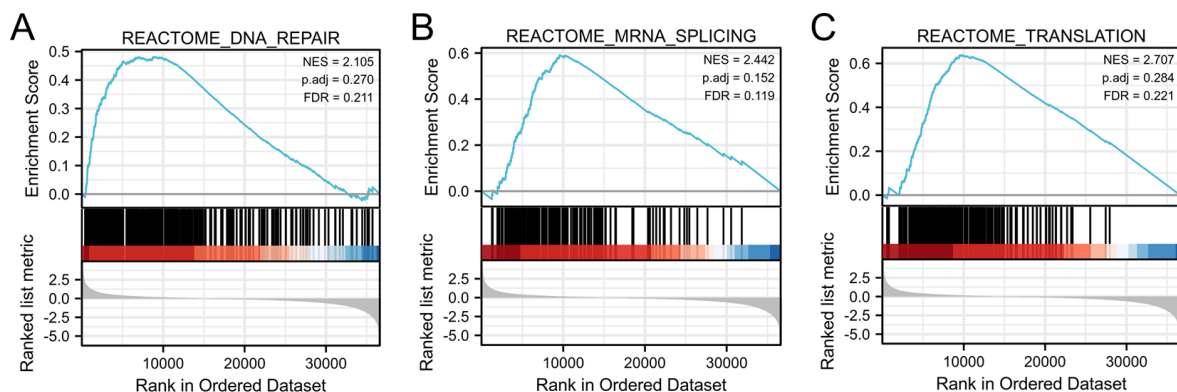 A
REACTOME_DNA_REPAIR
NES = 2.105
p.adj = 0.270
FDR = 0.211
Enrichment Score
0.5
0.4
0.3
0.2
0.1
0.0
Ranked list metric
2.5
0.0
-2.5
-5.0
10000 20000 30000
Rank in Ordered Dataset
B
REACTOME_MRNA_SPLICING
NES = 2.442
p.adj = 0.152
FDR = 0.119
Enrichment Score
0.6
0.4
0.2
0.0
Ranked list metric
2.5
0.0
-2.5
-5.0
10000 20000 30000
Rank in Ordered Dataset
C
REACTOME_TRANSLATION
NES = 2.707
p.adj = 0.284
FDR = 0.221
Enrichment Score
0.6
0.4
0.2
0.0
Ranked list metric
2.5
0.0
-2.5
-5.0
10000 20000 30000
Rank in Ordered Dataset